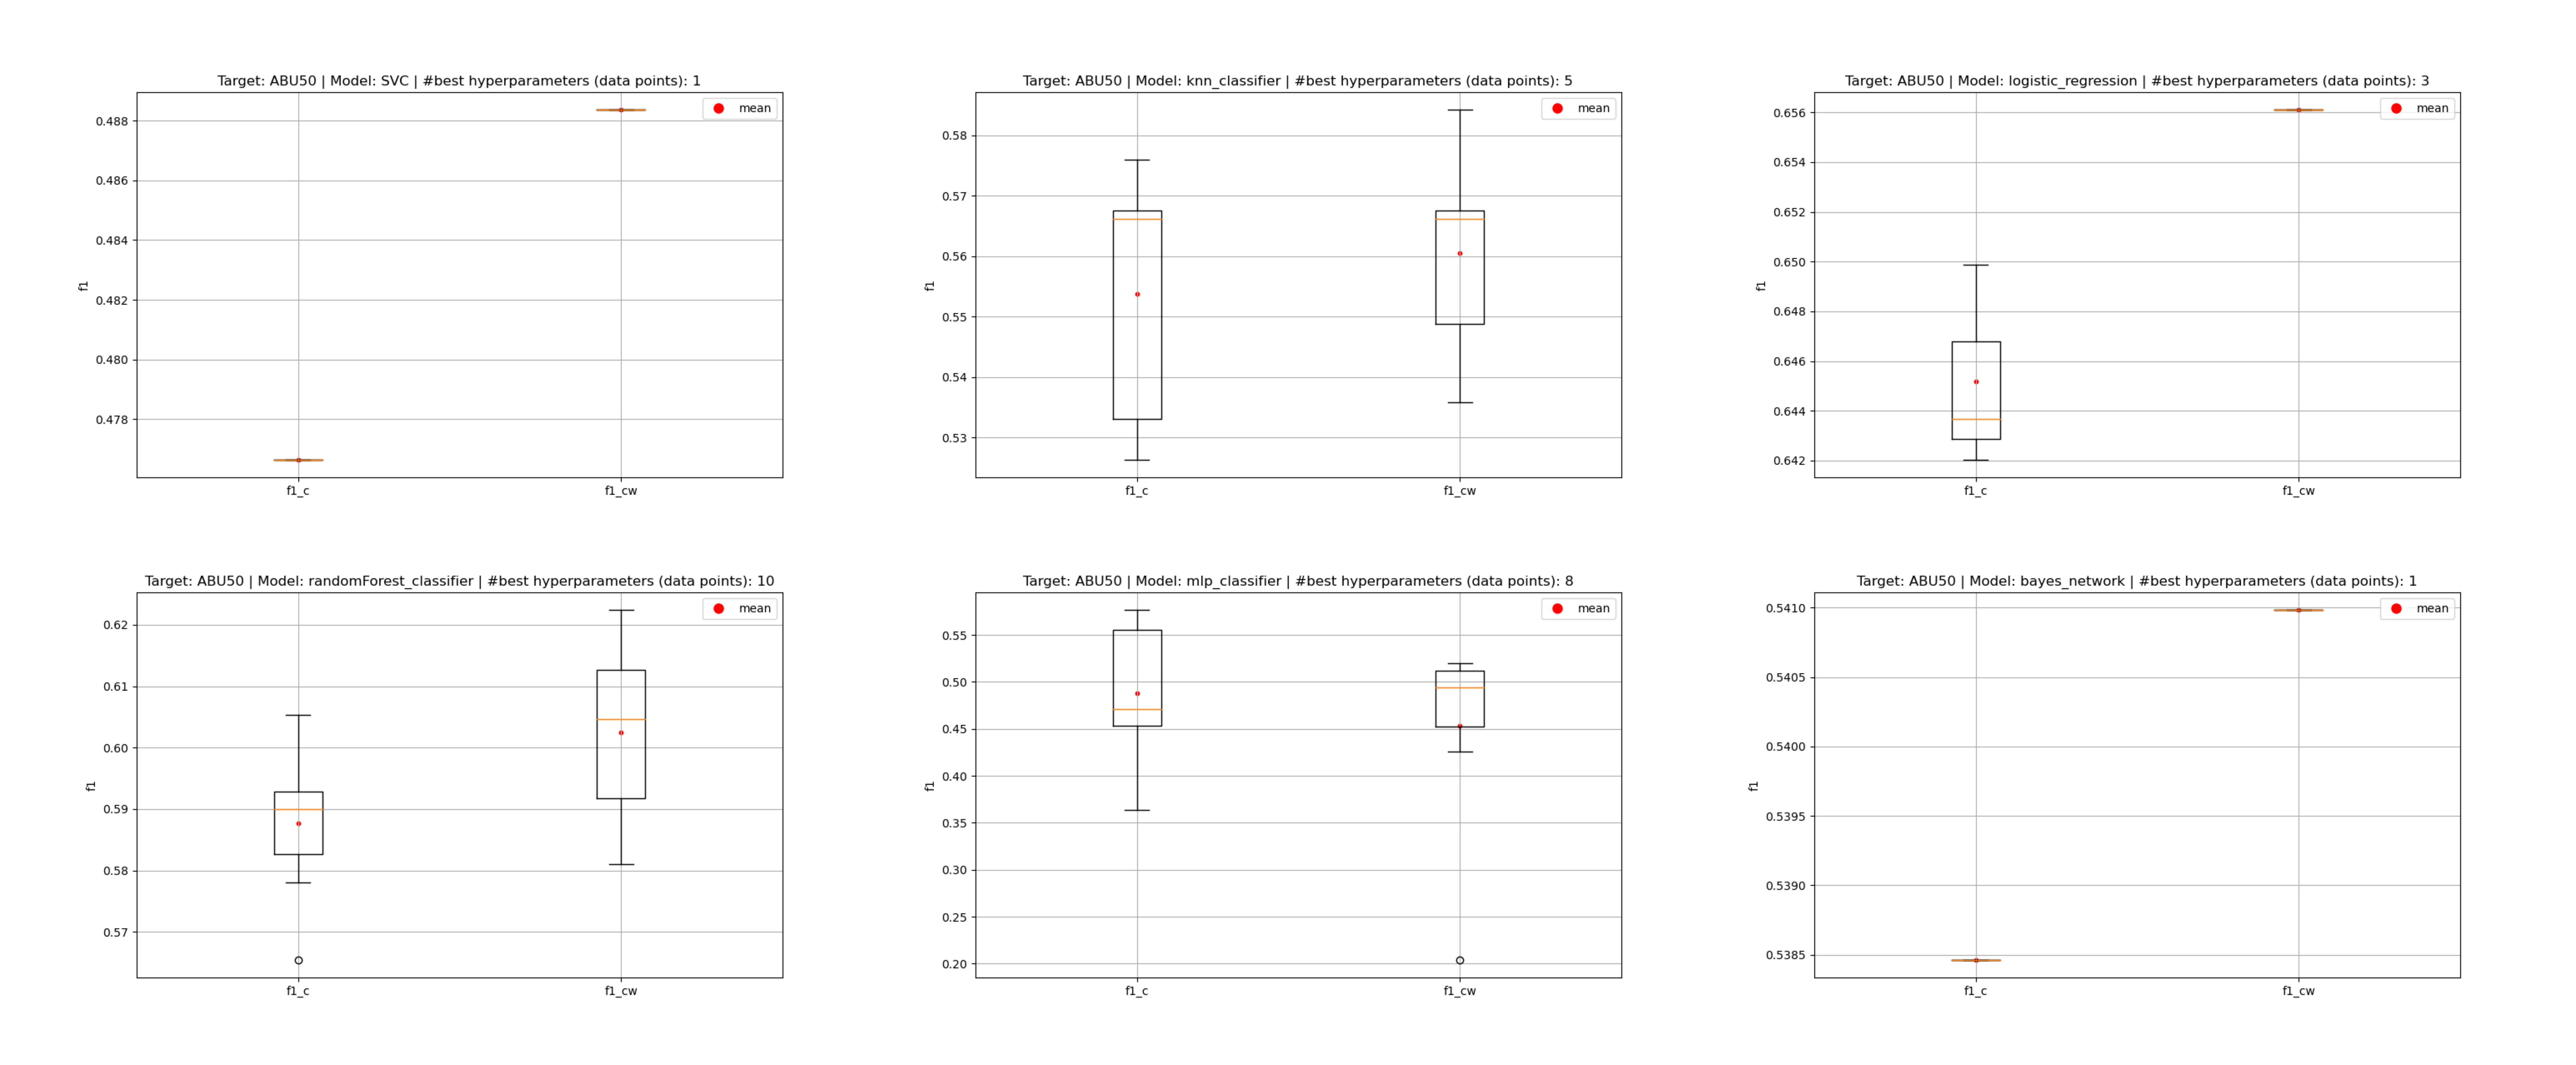 Target: ABU50 | Model: SVC | #best hyperparameters (data points): 1
mean
0.488
0.486
0.484
0.482
0.480
0.478
f1
f1_c
f1_cw
Target: ABU50 | Model: knn_classifier | #best hyperparameters (data points): 5
mean
0.58
0.57
0.56
0.55
0.54
0.53
f1
f1_c
f1_cw
Target: ABU50 | Model: logistic_regression | #best hyperparameters (data points): 3
mean
0.656
0.654
0.652
0.650
0.648
0.646
0.644
0.642
f1
f1_c
f1_cw
Target: ABU50 | Model: randomForest_classifier | #best hyperparameters (data points): 10
mean
0.62
0.61
0.60
0.59
0.58
0.57
f1
f1_c
f1_cw
Target: ABU50 | Model: mlp_classifier | #best hyperparameters (data points): 8
mean
0.55
0.50
0.45
0.40
0.35
0.30
0.25
0.20
f1
f1_c
f1_cw
Target: ABU50 | Model: bayes_network | #best hyperparameters (data points): 1
mean
0.5410
0.5405
0.5400
0.5395
0.5390
0.5385
f1
f1_c
f1_cw